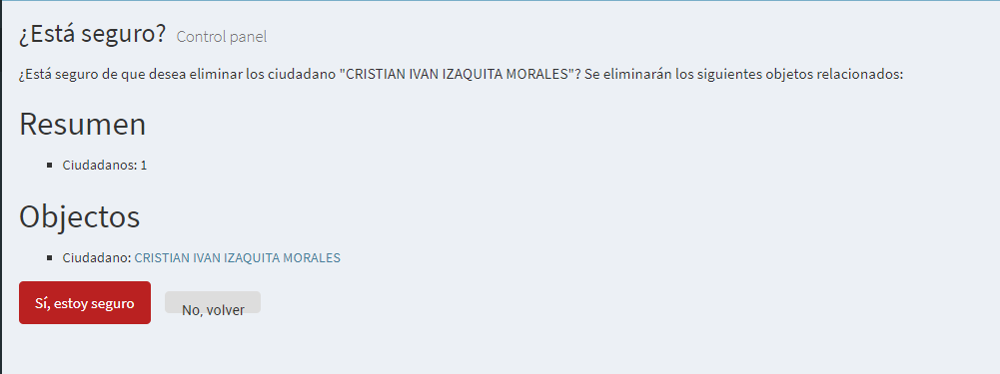 ¿Está seguro? Control panel
¿Está seguro de que desea eliminar los ciudadano "CRISTIAN IVAN IZAQUITA MORALES"? Se eliminarán los siguientes objetos relacionados:
Resumen
Ciudadanos: 1
Objectos
Ciudadano: CRISTIAN IVAN IZAQUITA MORALES
Sí, estoy seguro No, volver